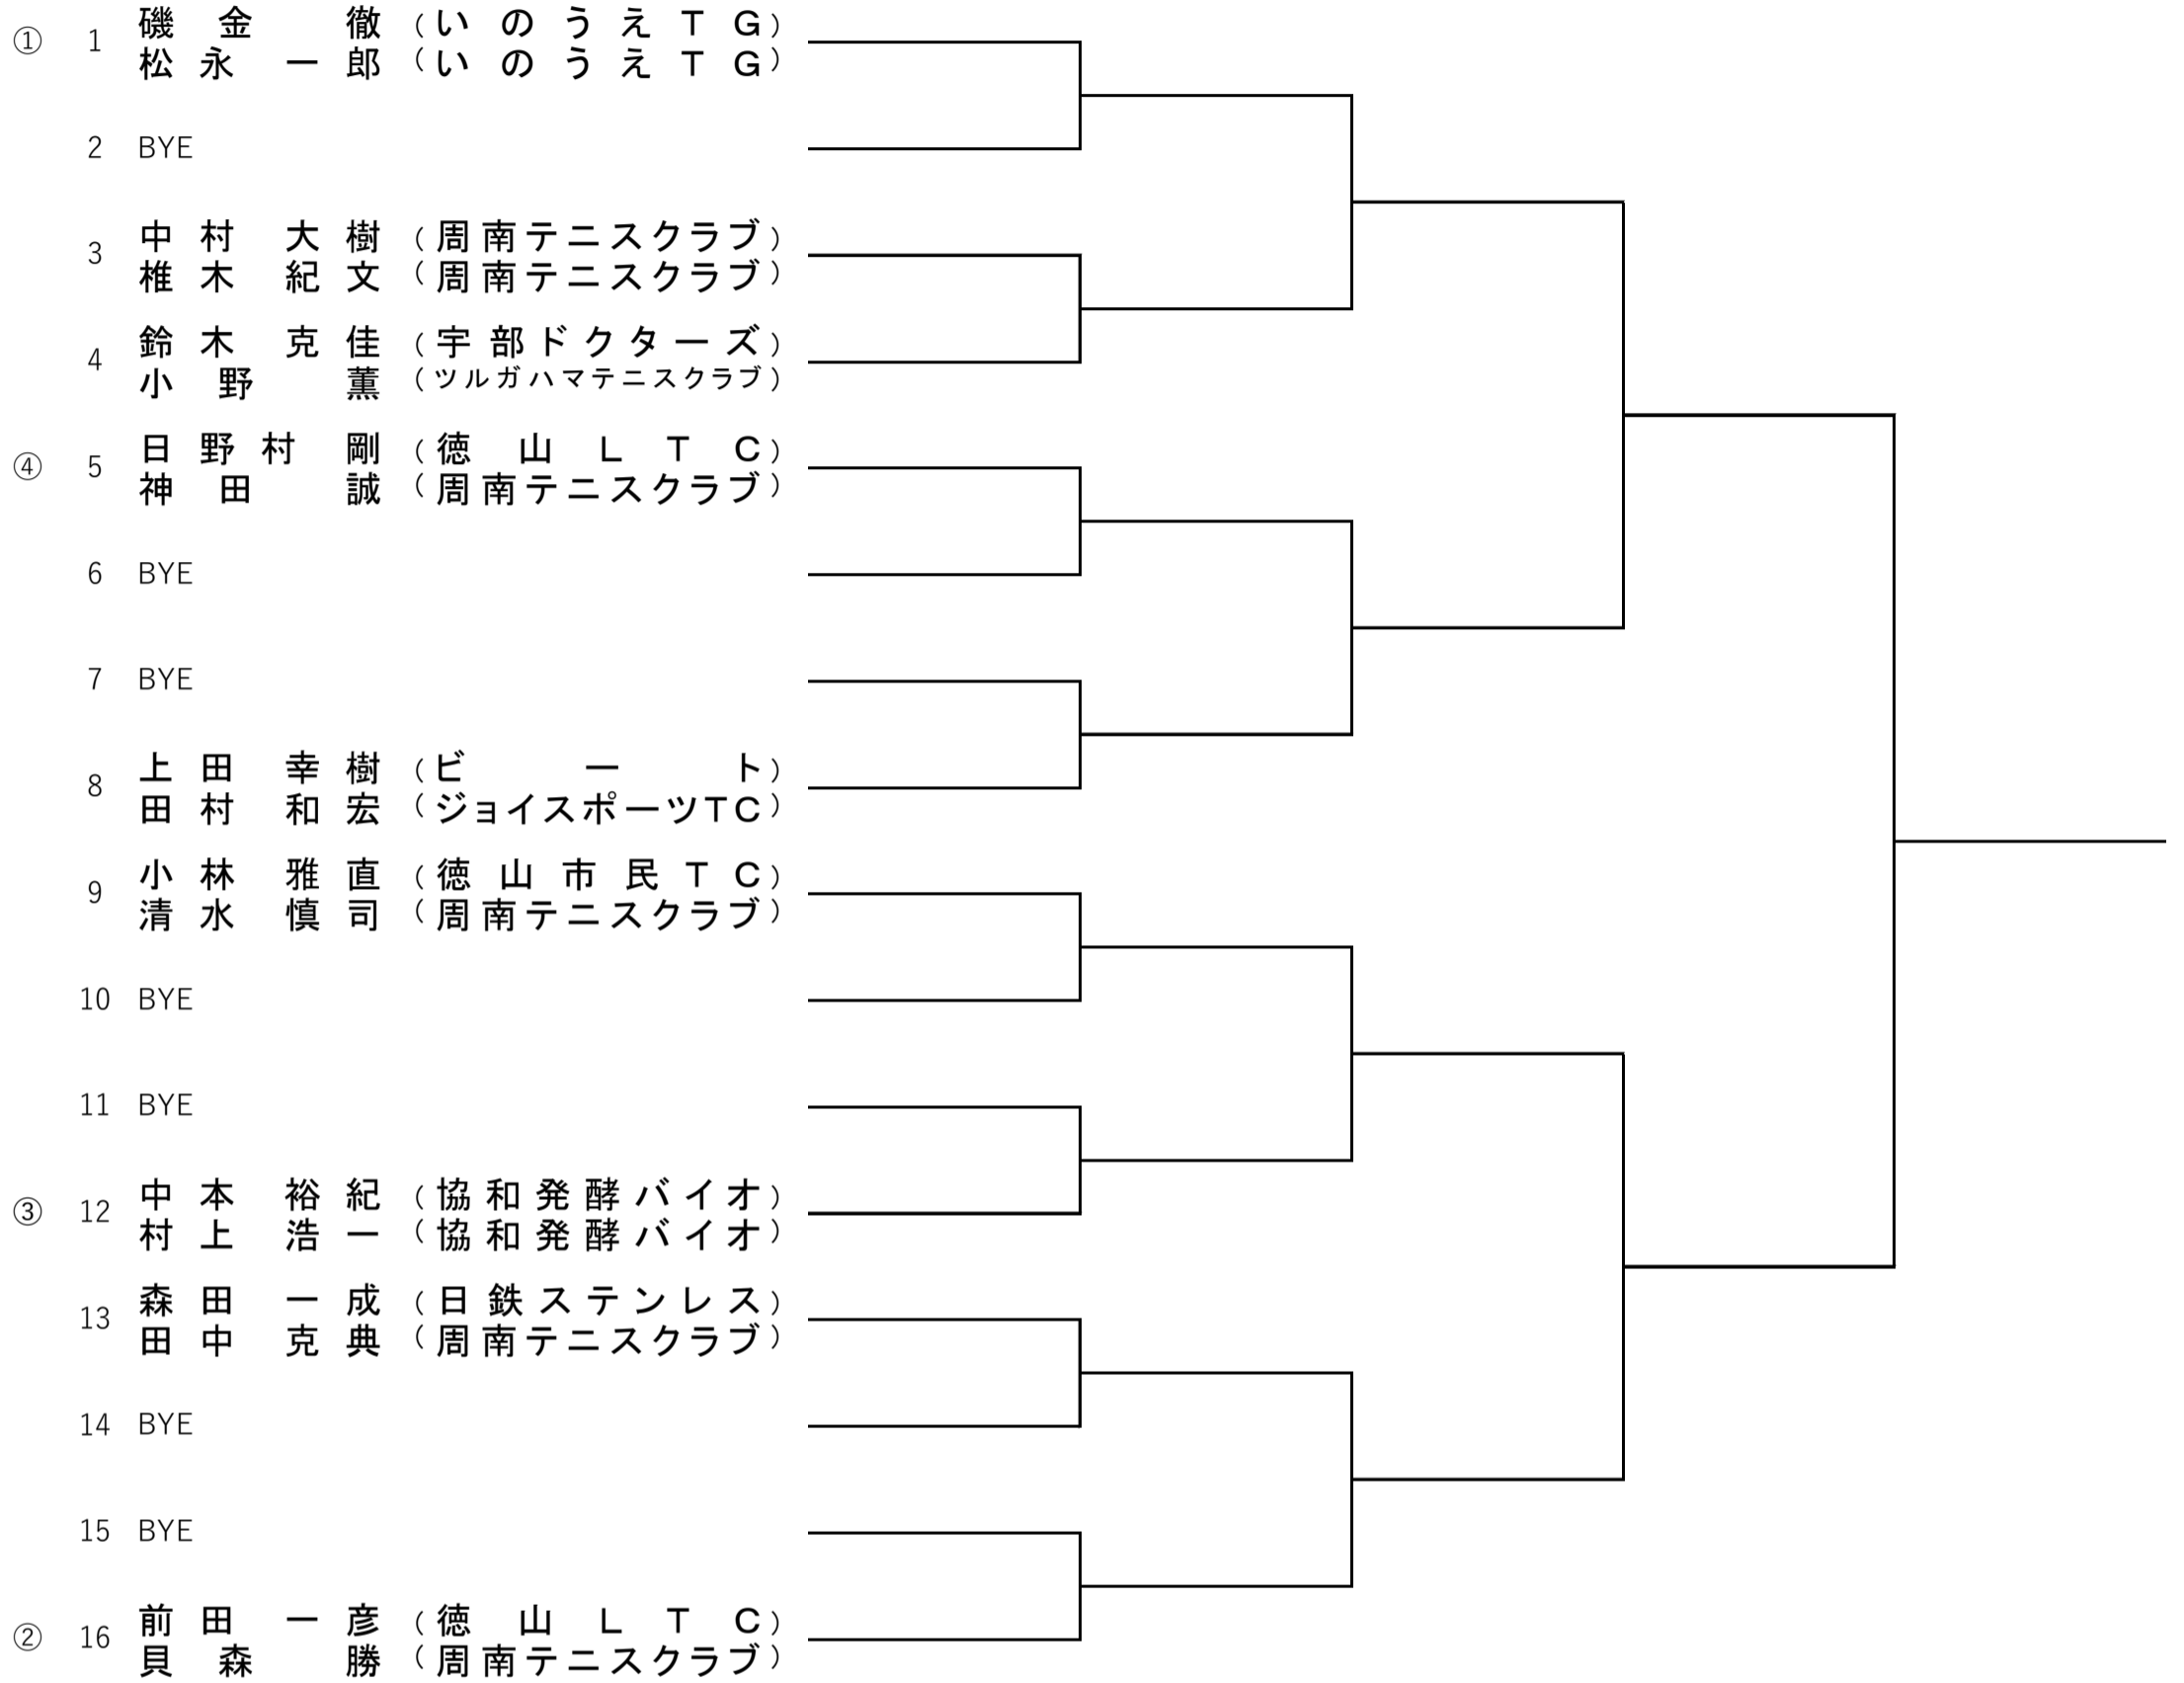 ① 1 磯金 徹 (いのうえTG)
松永 一郎 (いのうえTG)
2 BYE
3 中村 大樹 (周南テニスクラブ)
椎木 紀文 (周南テニスクラブ)
4 鈴木 克佳 (宇部ドクターズ)
小野 薫 (ツルガハマテニスクラブ)
④ 5 日野村 剛 (徳山LTC)
神田 誠 (周南テニスクラブ)
6 BYE
7 BYE
8 上田 幸樹 (ビート)
田村 和宏 (ジョイスポーツTC)
9 小林 雅直 (徳山市民TC)
清水 慎司 (周南テニスクラブ)
10 BYE
11 BYE
③ 12 中本 裕紀 (協和発酵バイオ)
村上 浩一 (協和発酵バイオ)
13 森田 一成 (日鉄ステンレス)
田中 克典 (周南テニスクラブ)
14 BYE
15 BYE
② 16 前田 一彦 (徳山LTC)
貝森 勝 (周南テニスクラブ)